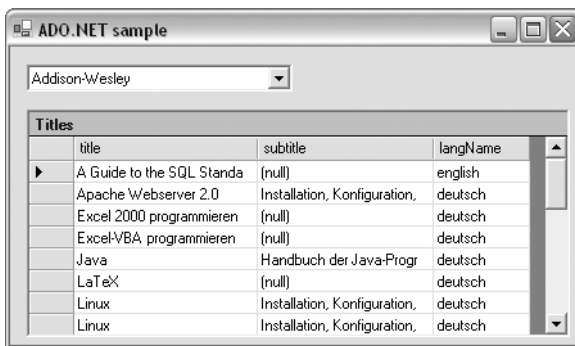 ADO.NET sample
Addison-Wesley
Titles
title subtitle langName
A Guide to the SQL Standa (null) english
Apache Webserver 2.0 Installation, Konfiguration, deutsch
Excel 2000 programmieren (null) deutsch
Excel-VBA programmieren (null) deutsch
Java Handbuch der Java-Progr deutsch
LaTeX (null) deutsch
Linux Installation, Konfiguration, deutsch
Linux Installation, Konfiguration, deutsch